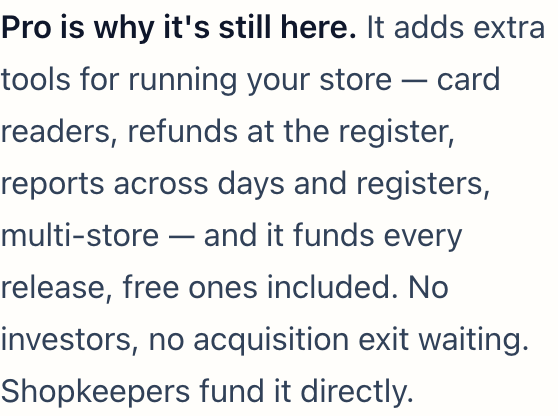 Pro is why it's still here. It adds extra
tools for running your store — card
readers, refunds at the register,
reports across days and registers,
multi-store — and it funds every
release, free ones included. No
investors, no acquisition exit waiting.
Shopkeepers fund it directly.